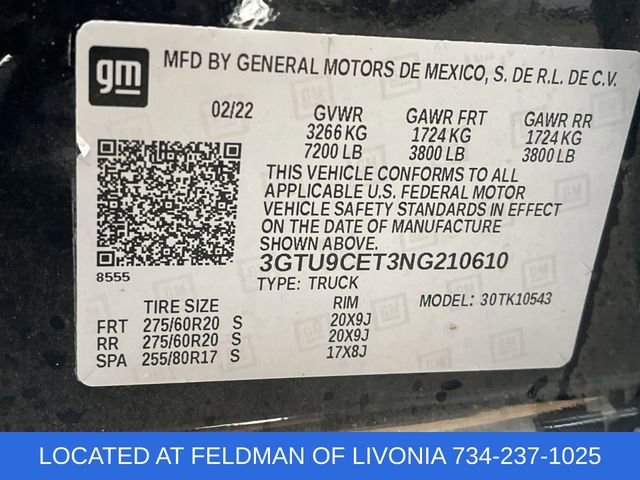 gm MFD BY GENERAL MOTORS DE MEXICO, S. DE R.L. DE C.V.
02/22 GVWR GAWR FRT GAWR RR
3266 KG 1724 KG 1724 KG
7200 LB 3800 LB 3800 LB
THIS VEHICLE CONFORMS TO ALL
APPLICABLE U.S. FEDERAL MOTOR
VEHICLE SAFETY STANDARDS IN EFFECT
ON THE DATE OF MANUFACTURE
SHOWN ABOVE.
8555 3GTU9CET3NG210610
TYPE: TRUCK MODEL: 30TK10543
TIRE SIZE RIM
FRT 275/60R20 S 20X9J
RR 275/60R20 S 20X9J
SPA 255/80R17 S 17X8J
LOCATED AT FELDMAN OF LIVONIA 734-237-1025